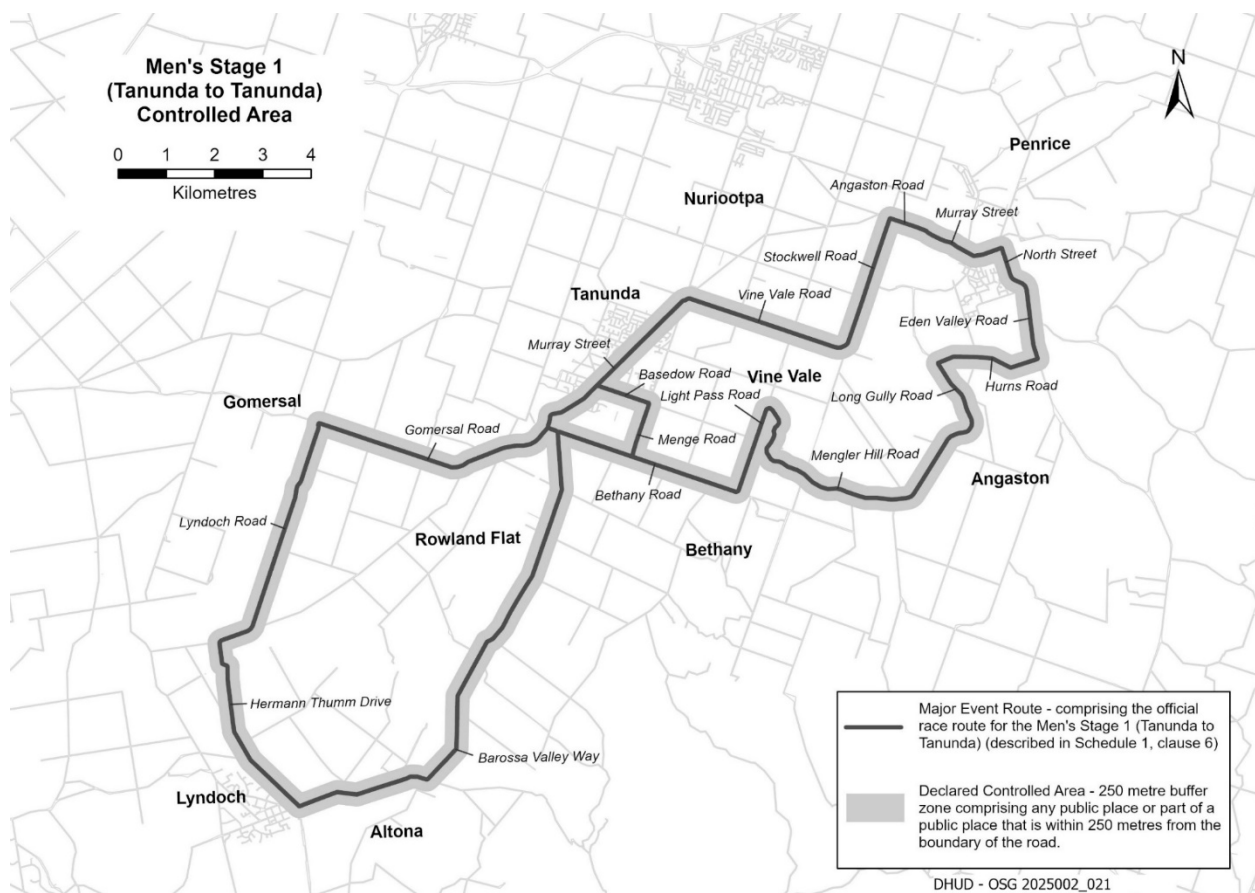 Men's Stage 1
(Tanunda to Tanunda)
Controlled Area
0 1 2 3 4
Kilometres
N
Penrice
Angaston Road
Nuriootpa
Murray Street
Stockwell Road
North Street
Tanunda
Vine Vale Road
Eden Valley Road
Murray Street
Basedow Road
Vine Vale
Hurns Road
Light Pass Road
Long Gully Road
Gomersal
Gomersal Road
Menge Road
Mengler Hill Road
Angaston
Bethany Road
Lyndoch Road
Rowland Flat
Bethany
Hermann Thumm Drive
Barossa Valley Way
Lyndoch
Altona
Major Event Route - comprising the official
race route for the Men's Stage 1 (Tanunda to
Tanunda) (described in Schedule 1, clause 6)
Declared Controlled Area - 250 metre buffer
zone comprising any public place or part of a
public place that is within 250 metres from the
boundary of the road.
DHUD - OSG 2025002_021